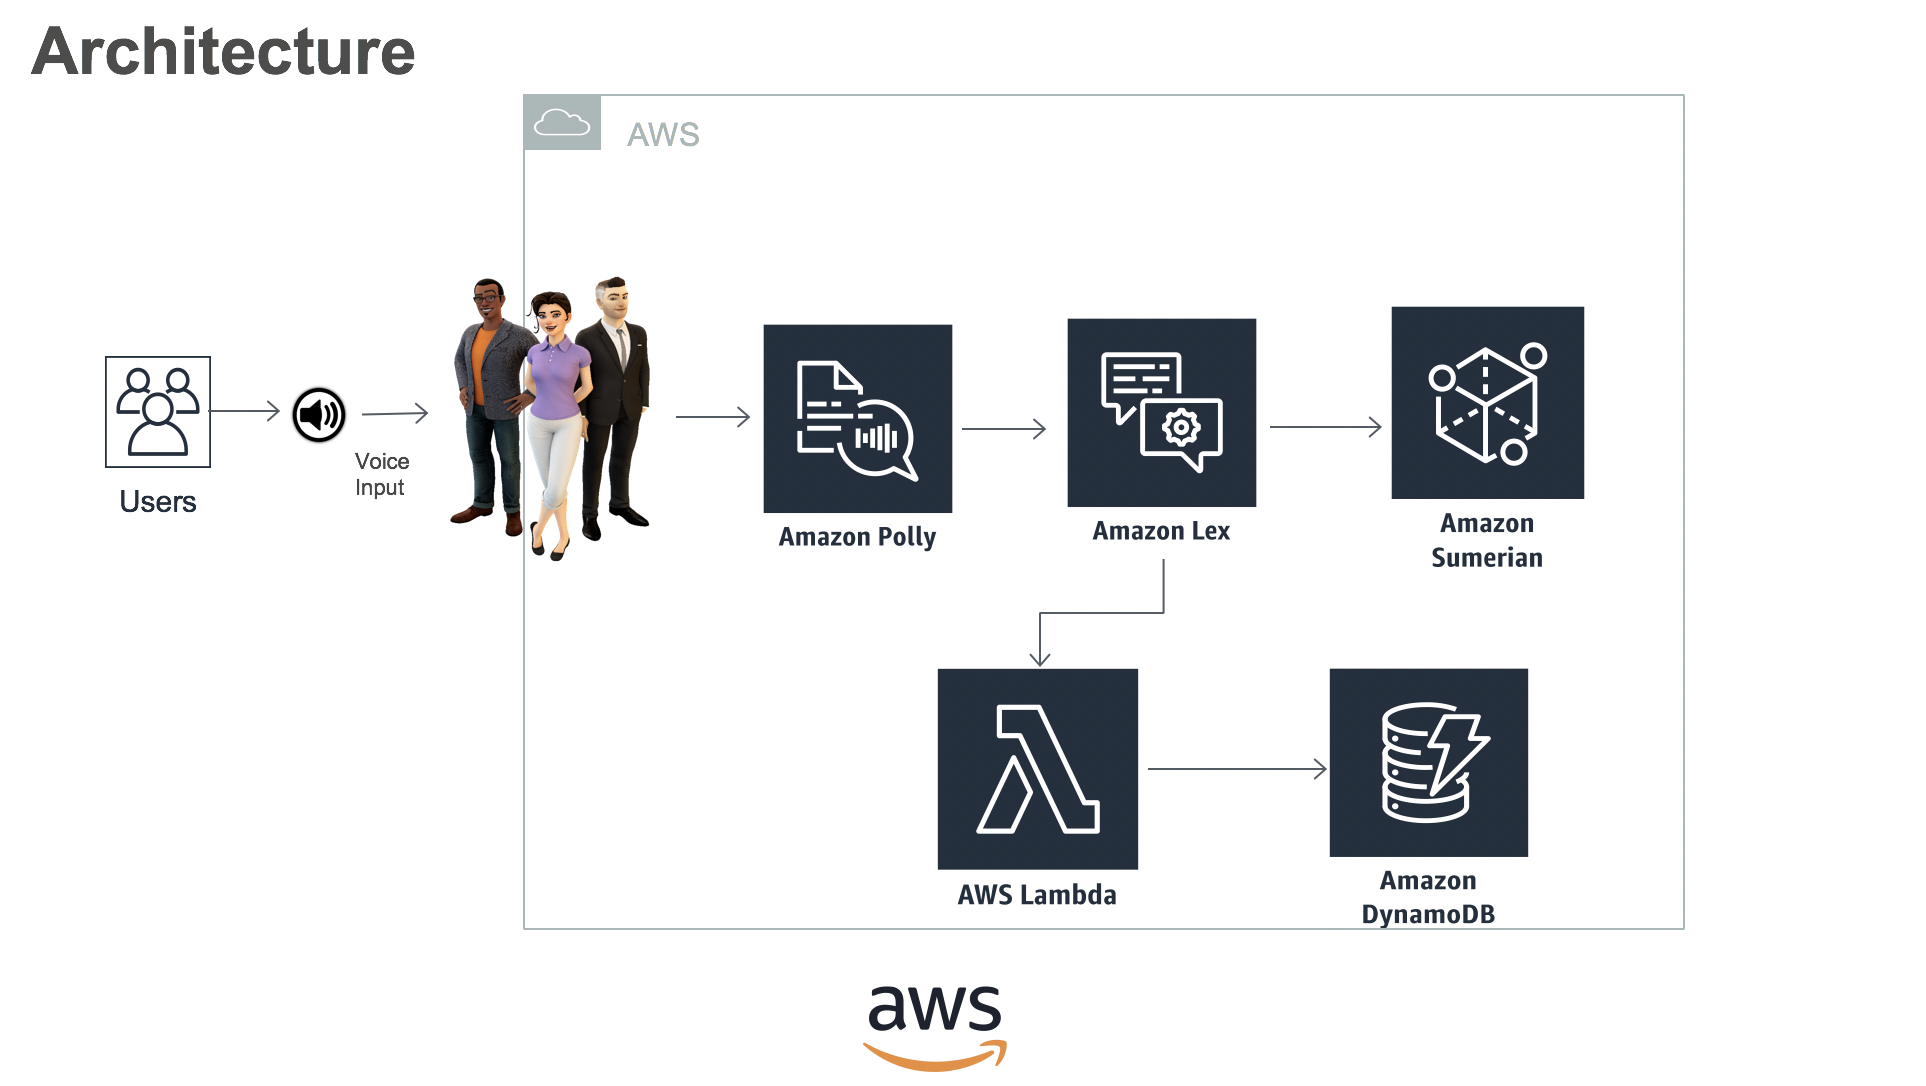 Architecture
AWS
Users
Voice
Input
Amazon Polly
Amazon Lex
Amazon
Sumerian
AWS Lambda
Amazon
DynamoDB
aws